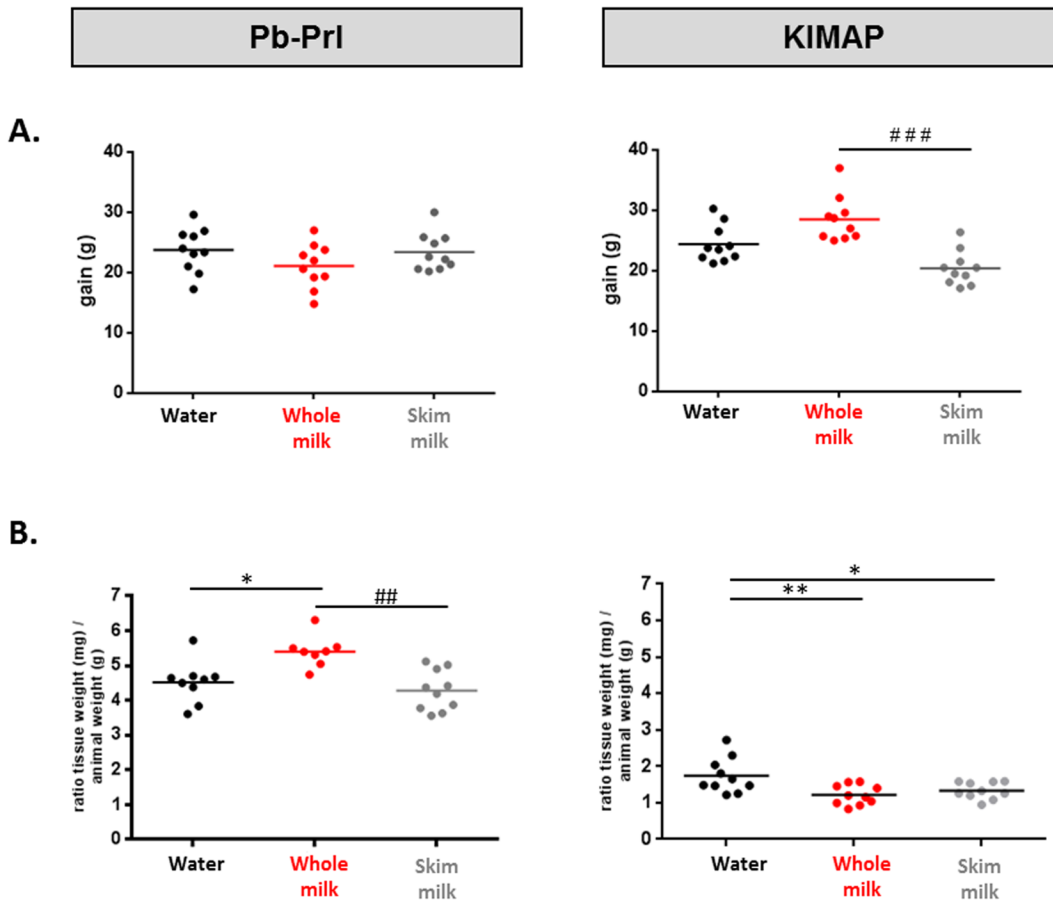 Pb-Prl
KIMAP
A.
gain (g)
40
30
20
10
0
Water
Whole
milk
Skim
milk
###
gain (g)
40
30
20
10
0
Water
Whole
milk
Skim
milk
B.
ratio tissue weight (mg) /
animal weight (g)
7
6
5
4
3
2
1
0
*
##
Water
Whole
milk
Skim
milk
ratio tissue weight (mg) /
animal weight (g)
7
6
5
4
3
2
1
0
*
**
Water
Whole
milk
Skim
milk